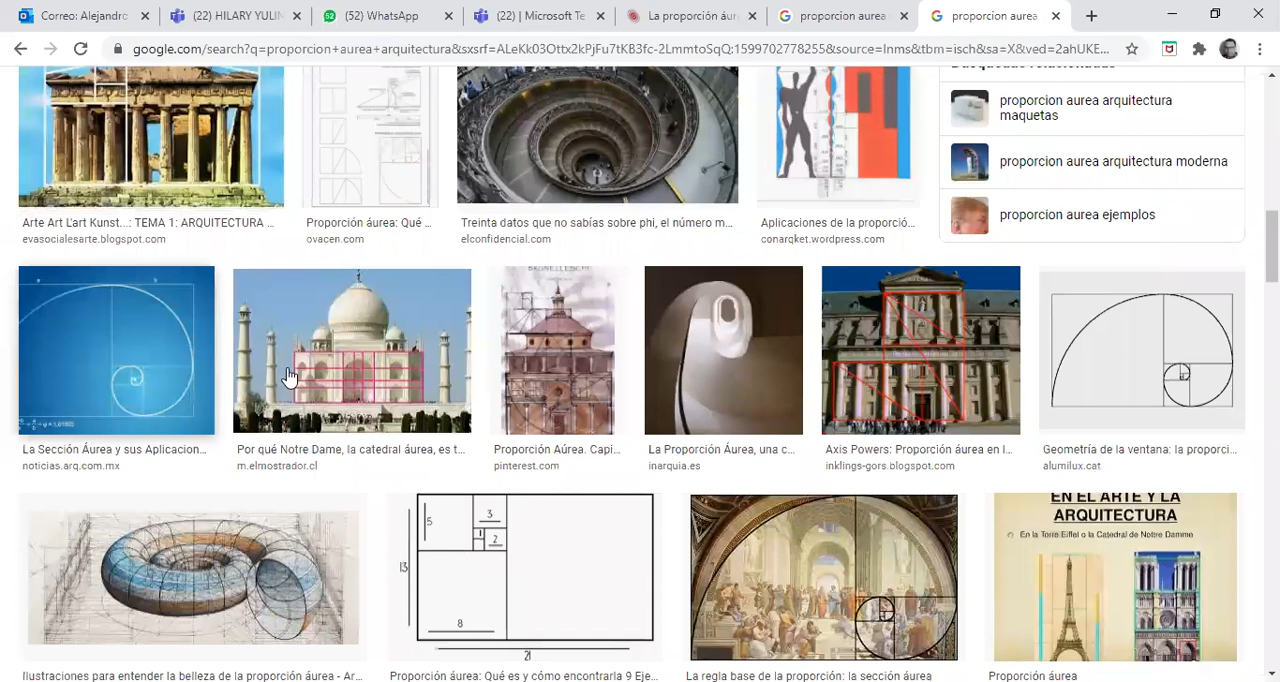 Correo: Alejandro
(22) HILARY YULIN
(52) WhatsApp
(22) | Microsoft Te
La proporción áur
proporcion aurea
proporcion aurea
google.com/search?q=proporcion+aurea+arquitectura&sxsrf=ALeKk03Ottx2kPjFu7tKB3fc-2LmmtoSqQ:1599702778255&source=lnms&tbm=isch&sa=X&ved=2ahUKE...
proporcion aurea arquitectura
maquetas
proporcion aurea arquitectura moderna
proporcion aurea ejemplos
Arte Art L'art Kunst...: TEMA 1: ARQUITECTURA ...
evasocialesarte.blogspot.com
Proporción áurea: Qué ...
ovacen.com
Treinta datos que no sabías sobre phi, el número m...
elconfidencial.com
Aplicaciones de la proporció...
conarqket.wordpress.com
BRUNELLESCHI
La Sección Áurea y sus Aplicacion...
noticias.arq.com.mx
Por qué Notre Dame, la catedral áurea, es t...
m.elmostrador.cl
Proporción Aúrea. Capi...
pinterest.com
La Proporción Áurea, una c...
inarquia.es
Axis Powers: Proporción áurea en l...
inklings-gors.blogspot.com
Geometría de la ventana: la proporci...
alumilux.cat
5
3
1
2
13
8
21
EN EL ARTE Y LA
ARQUITECTURA
En la Torre Eiffel o la Catedral de Notre Damme
Ilustraciones para entender la belleza de la proporción áurea - Ar...
Proporción áurea: Qué es y cómo encontrarla 9 Eje...
La regla base de la proporción: la sección áurea
Proporción áurea